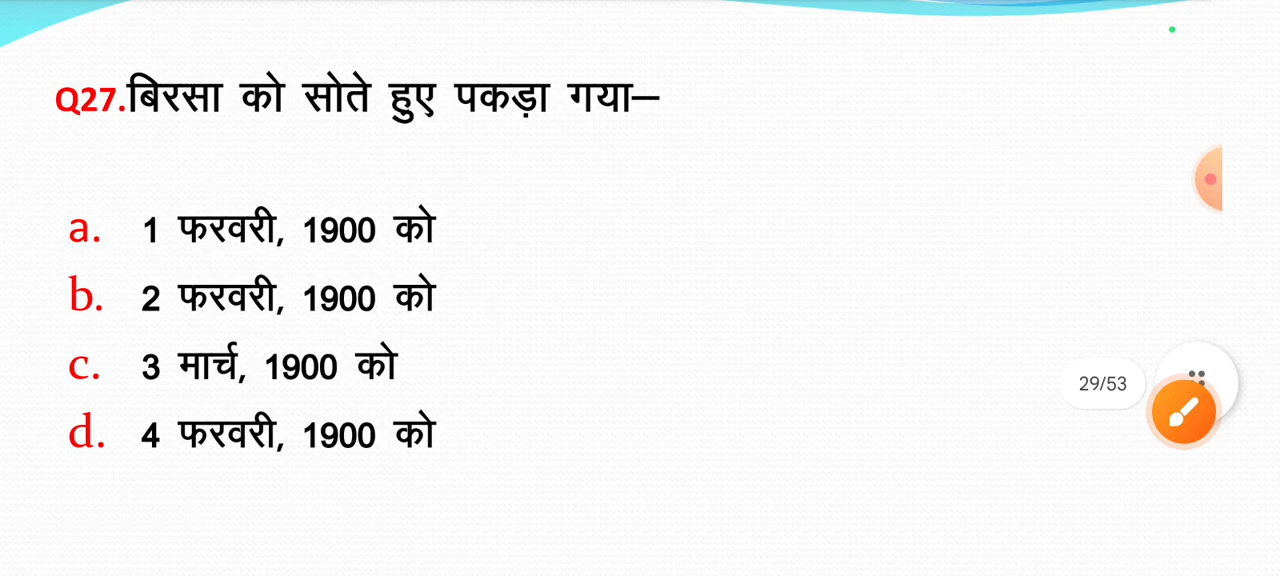 Q27.बिरसा को सोते हुए पकड़ा गया–
a. 1 फरवरी, 1900 को
b. 2 फरवरी, 1900 को
c. 3 मार्च, 1900 को
d. 4 फरवरी, 1900 को
29/53